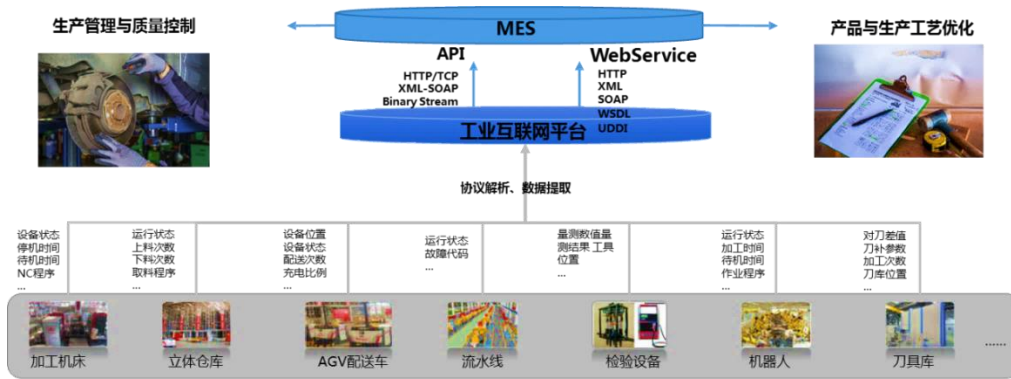 生产管理与质量控制
MES
产品与生产工艺优化
API
WebService
HTTP/TCP
XML-SOAP
Binary Stream
HTTP
XML
SOAP
WSDL
UDDI
工业互联网平台
协议解析、数据提取
设备状态
停机时间
待机时间
NC程序
...
运行状态
上料次数
下料次数
取料程序
...
设备位置
设备状态
配送次数
充电比例
...
运行状态
故障代码
...
量测数值量
测结果 工具
位置
...
运行状态
加工时间
待机时间
作业程序
...
对刀差值
刀补参数
加工次数
刀库位置
...
加工机床
立体仓库
AGV配送车
流水线
检验设备
机器人
刀具库
......